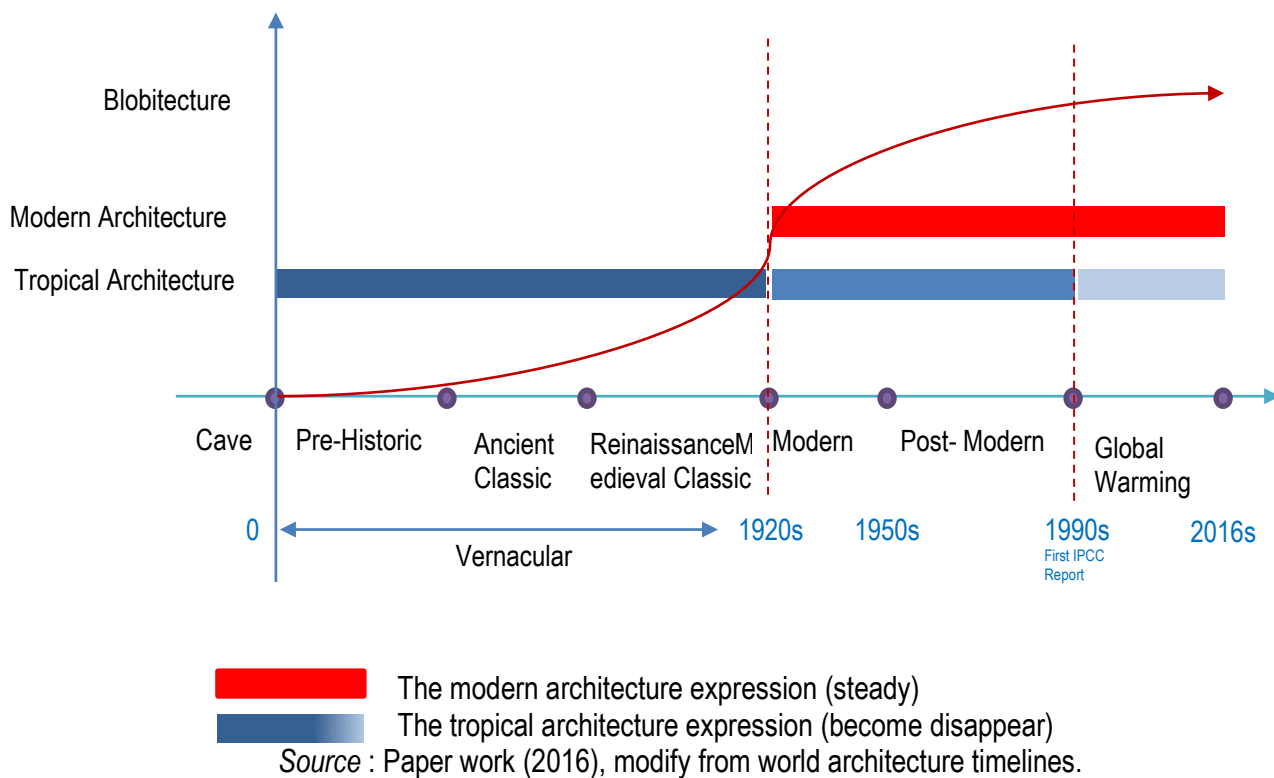 Blobitecture
Modern Architecture
Tropical Architecture
Cave
Pre-Historic
Ancient
Classic
ReinaissanceM
edieval Classic
Modern
Post- Modern
Global
Warming
0
Vernacular
1920s
1950s
1990s
First IPCC
Report
2016s
The modern architecture expression (steady)
The tropical architecture expression (become disappear)
Source : Paper work (2016), modify from world architecture timelines.